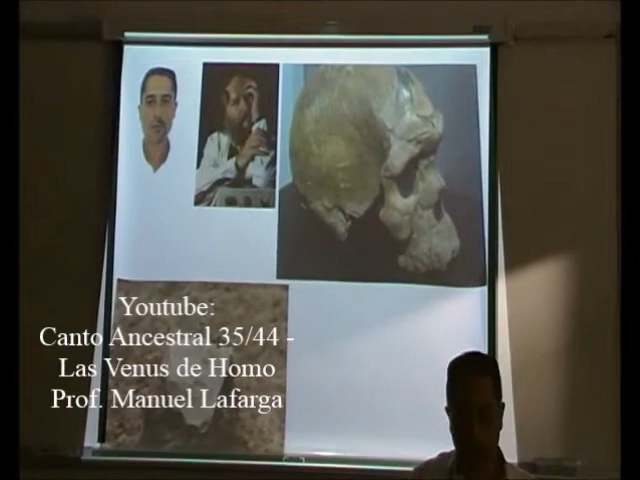 Youtube:
Canto Ancestral 35/44 -
Las Venus de Homo
Prof. Manuel Lafarga